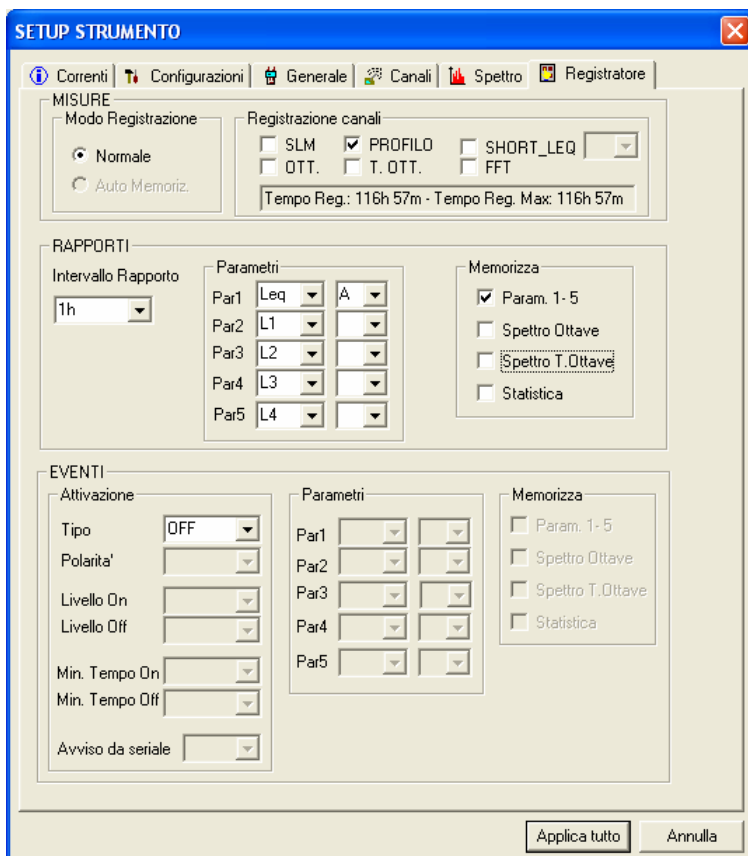 SETUP STRUMENTO
Correnti Configurazioni Generale Canali Spettro Registratore
MISURE
Modo Registrazione
Normale
Auto Memoriz.
Registrazione canali
SLM PROFILO SHORT_LEQ
OTT. T. OTT. FFT
Tempo Reg.: 116h 57m - Tempo Reg. Max: 116h 57m
RAPPORTI
Intervallo Rapporto
1h
Parametri
Par1 Leq A
Par2 L1
Par3 L2
Par4 L3
Par5 L4
Memorizza
Param. 1- 5
Spettro Ottave
Spettro T.Ottave
Statistica
EVENTI
Attivazione
Tipo OFF
Polarita'
Livello On
Livello Off
Min. Tempo On
Min. Tempo Off
Avviso da seriale
Parametri
Par1
Par2
Par3
Par4
Par5
Memorizza
Param. 1- 5
Spettro Ottave
Spettro T.Ottave
Statistica
Applica tutto Annulla